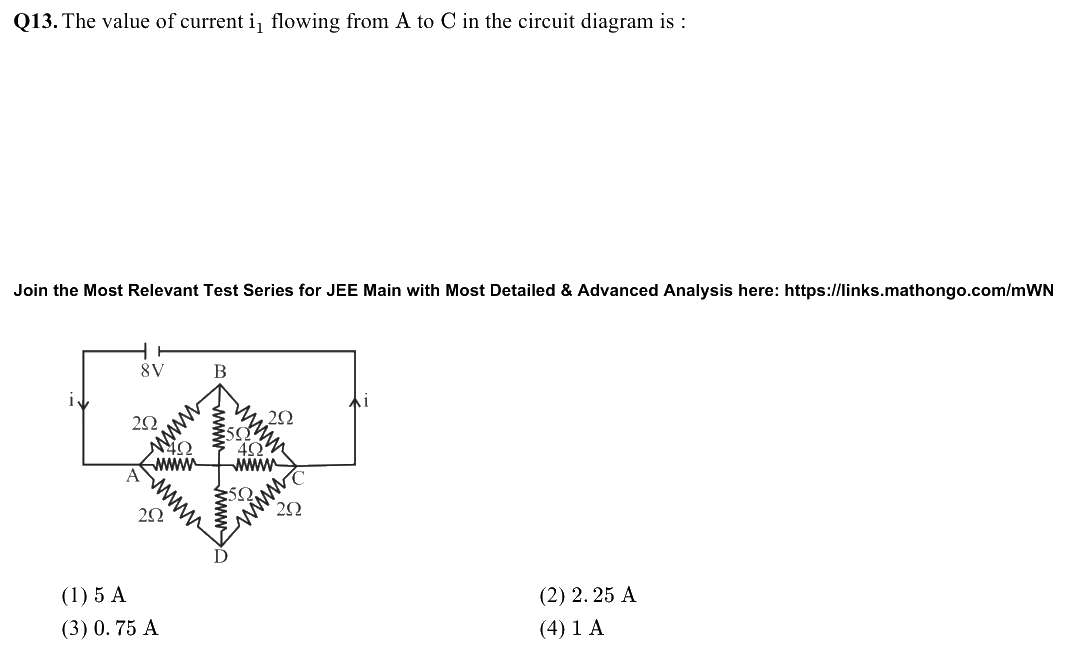 Q13. The value of current i₁ flowing from A to C in the circuit diagram is :
Join the Most Relevant Test Series for JEE Main with Most Detailed & Advanced Analysis here: https://links.mathongo.com/mWN
8V
B
i
i
2Ω
2Ω
5Ω
4Ω
4Ω
A
C
5Ω
2Ω
2Ω
D
(1) 5 A
(2) 2. 25 A
(3) 0. 75 A
(4) 1 A